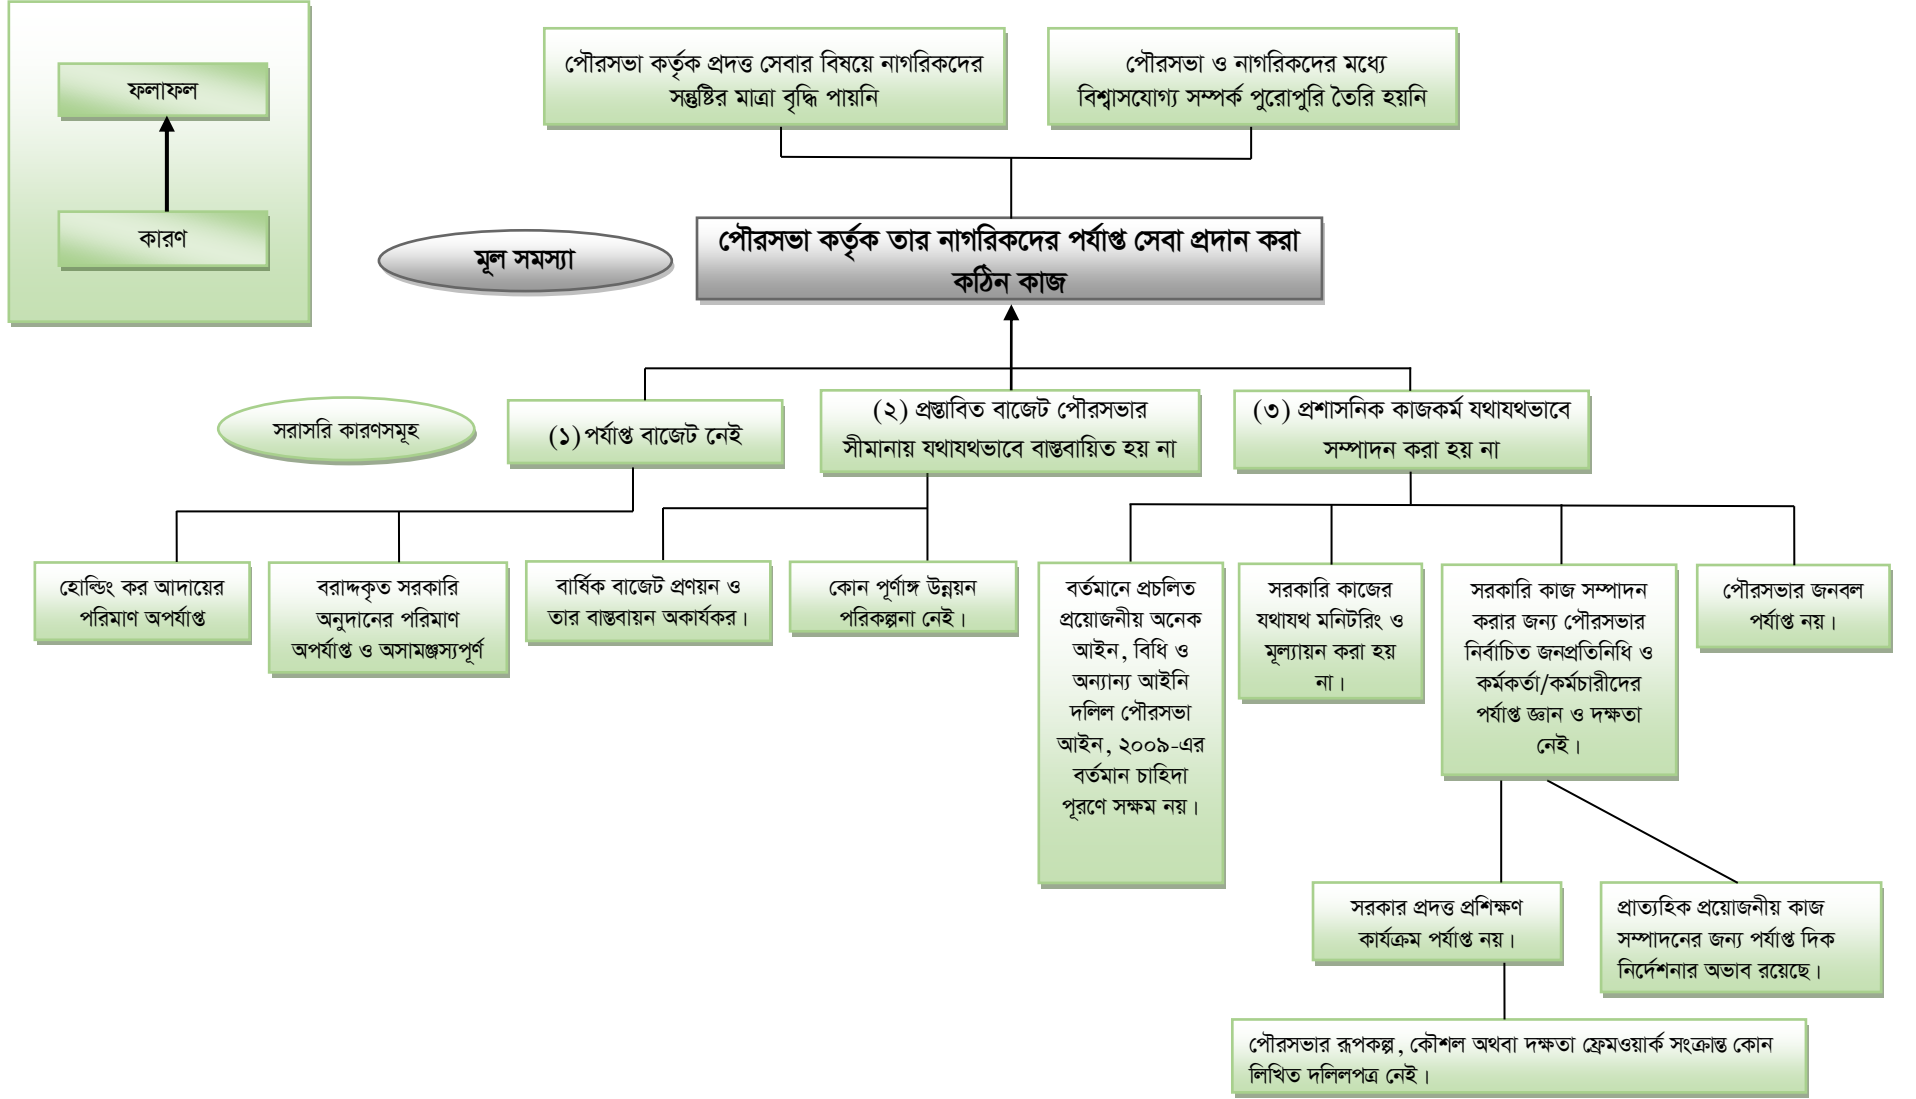 ফলাফল
কারণ
পৌরসভা কর্তৃক প্রদত্ত সেবার বিষয়ে নাগরিকদের
সন্তুষ্টির মাত্রা বৃদ্ধি পায়নি
পৌরসভা ও নাগরিকদের মধ্যে
বিশ্বাসযোগ্য সম্পর্ক পুরোপুরি তৈরি হয়নি
মূল সমস্যা
পৌরসভা কর্তৃক তার নাগরিকদের পর্যাপ্ত সেবা প্রদান করা
কঠিন কাজ
সরাসরি কারণসমূহ
(১) পর্যাপ্ত বাজেট নেই
(২) প্রস্তাবিত বাজেট পৌরসভার
সীমানায় যথাযথভাবে বাস্তবায়িত হয় না
(৩) প্রশাসনিক কাজকর্ম যথাযথভাবে
সম্পাদন করা হয় না
হোল্ডিং কর আদায়ের
পরিমাণ অপর্যাপ্ত
বরাদ্দকৃত সরকারি
অনুদানের পরিমাণ
অপর্যাপ্ত ও অসামঞ্জস্যপূর্ণ
বার্ষিক বাজেট প্রণয়ন ও
তার বাস্তবায়ন অকার্যকর।
কোন পূর্ণাঙ্গ উন্নয়ন
পরিকল্পনা নেই।
বর্তমানে প্রচলিত
প্রয়োজনীয় অনেক
আইন, বিধি ও
অন্যান্য আইনি
দলিল পৌরসভা
আইন, ২০০৯-এর
বর্তমান চাহিদা
পূরণে সক্ষম নয়।
সরকারি কাজের
যথাযথ মনিটরিং ও
মূল্যায়ন করা হয়
না।
সরকারি কাজ সম্পাদন
করার জন্য পৌরসভার
নির্বাচিত জনপ্রতিনিধি ও
কর্মকর্তা/কর্মচারীদের
পর্যাপ্ত জ্ঞান ও দক্ষতা
নেই।
পৌরসভার জনবল
পর্যাপ্ত নয়।
সরকার প্রদত্ত প্রশিক্ষণ
কার্যক্রম পর্যাপ্ত নয়।
প্রাত্যহিক প্রয়োজনীয় কাজ
সম্পাদনের জন্য পর্যাপ্ত দিক
নির্দেশনার অভাব রয়েছে।
পৌরসভার রূপকল্প, কৌশল অথবা দক্ষতা ফ্রেমওয়ার্ক সংক্রান্ত কোন
লিখিত দলিলপত্র নেই।